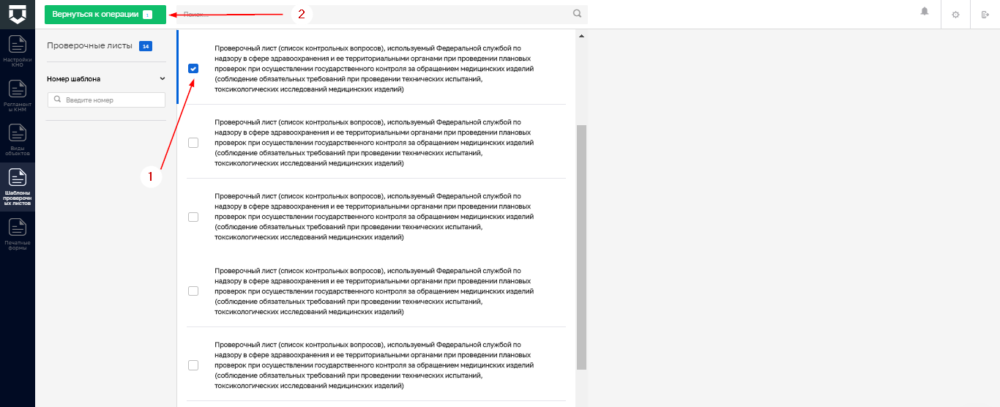 Вернуться к операции 1
2
Поиск...
Настройки
КНО
Регламент
ы КНМ
Виды
объектов
Шаблоны
проверочн
ых листов
Печатные
формы
Проверочные листы 14
Номер шаблона
Введите номер
1
Проверочный лист (список контрольных вопросов), используемый Федеральной службой по
надзору в сфере здравоохранения и ее территориальными органами при проведении плановых
проверок при осуществлении государственного контроля за обращением медицинских изделий
(соблюдение обязательных требований при проведении технических испытаний,
токсикологических исследований медицинских изделий)
Проверочный лист (список контрольных вопросов), используемый Федеральной службой по
надзору в сфере здравоохранения и ее территориальными органами при проведении плановых
проверок при осуществлении государственного контроля за обращением медицинских изделий
(соблюдение обязательных требований при проведении технических испытаний,
токсикологических исследований медицинских изделий)
Проверочный лист (список контрольных вопросов), используемый Федеральной службой по
надзору в сфере здравоохранения и ее территориальными органами при проведении плановых
проверок при осуществлении государственного контроля за обращением медицинских изделий
(соблюдение обязательных требований при проведении технических испытаний,
токсикологических исследований медицинских изделий)
Проверочный лист (список контрольных вопросов), используемый Федеральной службой по
надзору в сфере здравоохранения и ее территориальными органами при проведении плановых
проверок при осуществлении государственного контроля за обращением медицинских изделий
(соблюдение обязательных требований при проведении технических испытаний,
токсикологических исследований медицинских изделий)
Проверочный лист (список контрольных вопросов), используемый Федеральной службой по
надзору в сфере здравоохранения и ее территориальными органами при проведении плановых
проверок при осуществлении государственного контроля за обращением медицинских изделий
(соблюдение обязательных требований при проведении технических испытаний,
токсикологических исследований медицинских изделий)